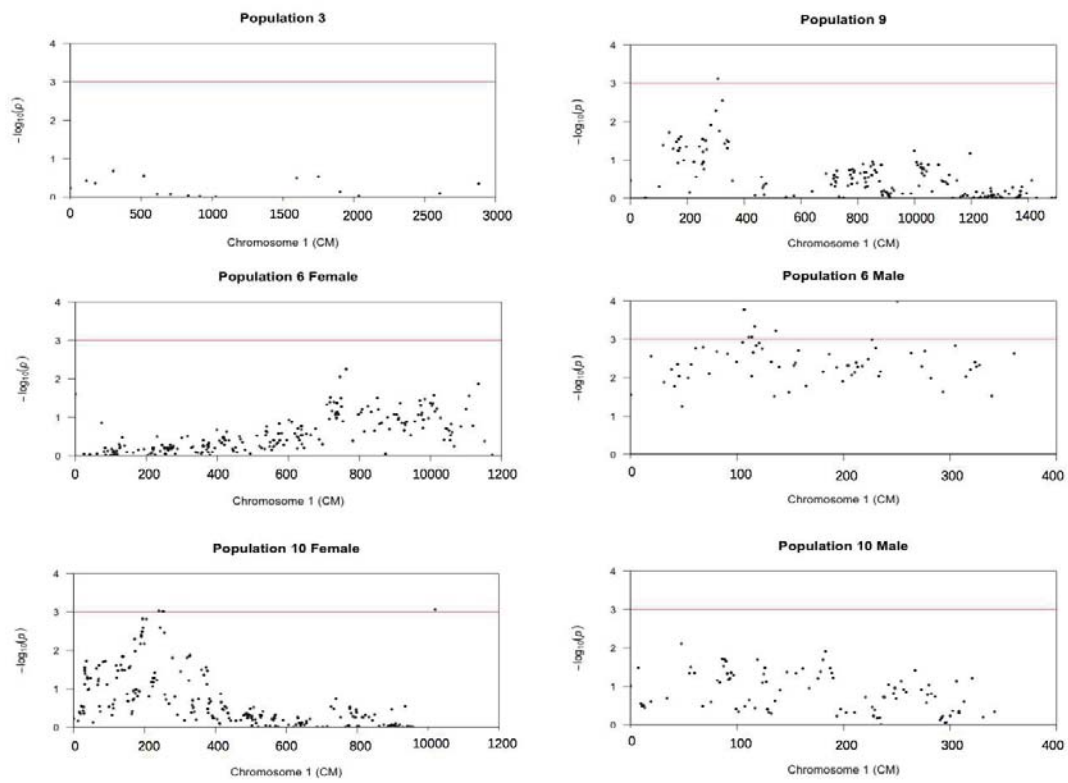 Population 3
4
3
2
1
0
−log10(p)
0 500 1000 1500 2000 2500 3000
Chromosome 1 (CM)
Population 9
4
3
2
1
0
−log10(p)
0 200 400 600 800 10000 1200 1400
Chromosome 1 (CM)
Population 6 Female
4
3
2
1
0
−log10(p)
0 200 400 600 800 10000 1200
Chromosome 1 (CM)
Population 6 Male
4
3
2
1
0
−log10(p)
0 100 200 300 400
Chromosome 1 (CM)
Population 10 Female
4
3
2
1
0
−log10(p)
0 200 400 600 800 10000 1200
Chromosome 1 (CM)
Population 10 Male
4
3
2
1
0
−log10(p)
0 100 200 300 400
Chromosome 1 (CM)